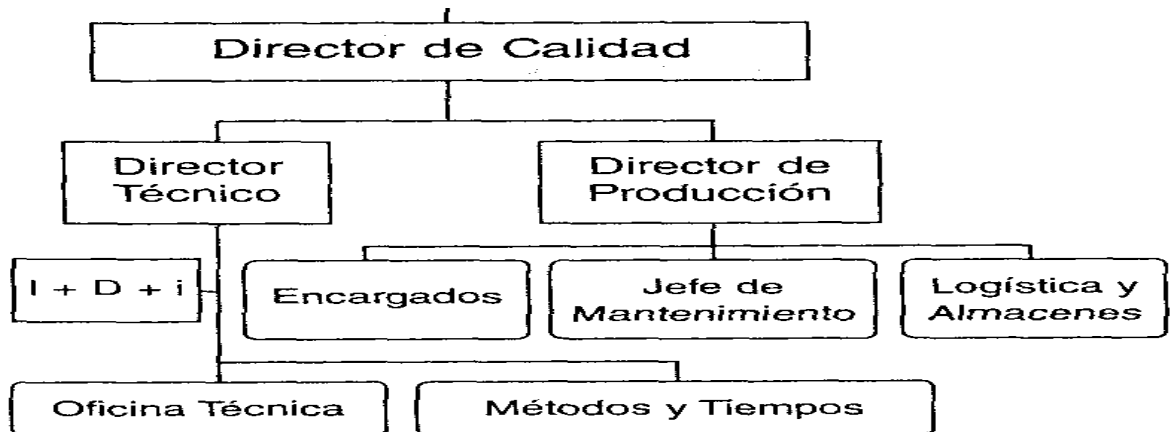 Director de Calidad
Director
Técnico
Director de
Producción
I + D + i
Encargados
Jefe de
Mantenimiento
Logística y
Almacenes
Oficina Técnica
Métodos y Tiempos